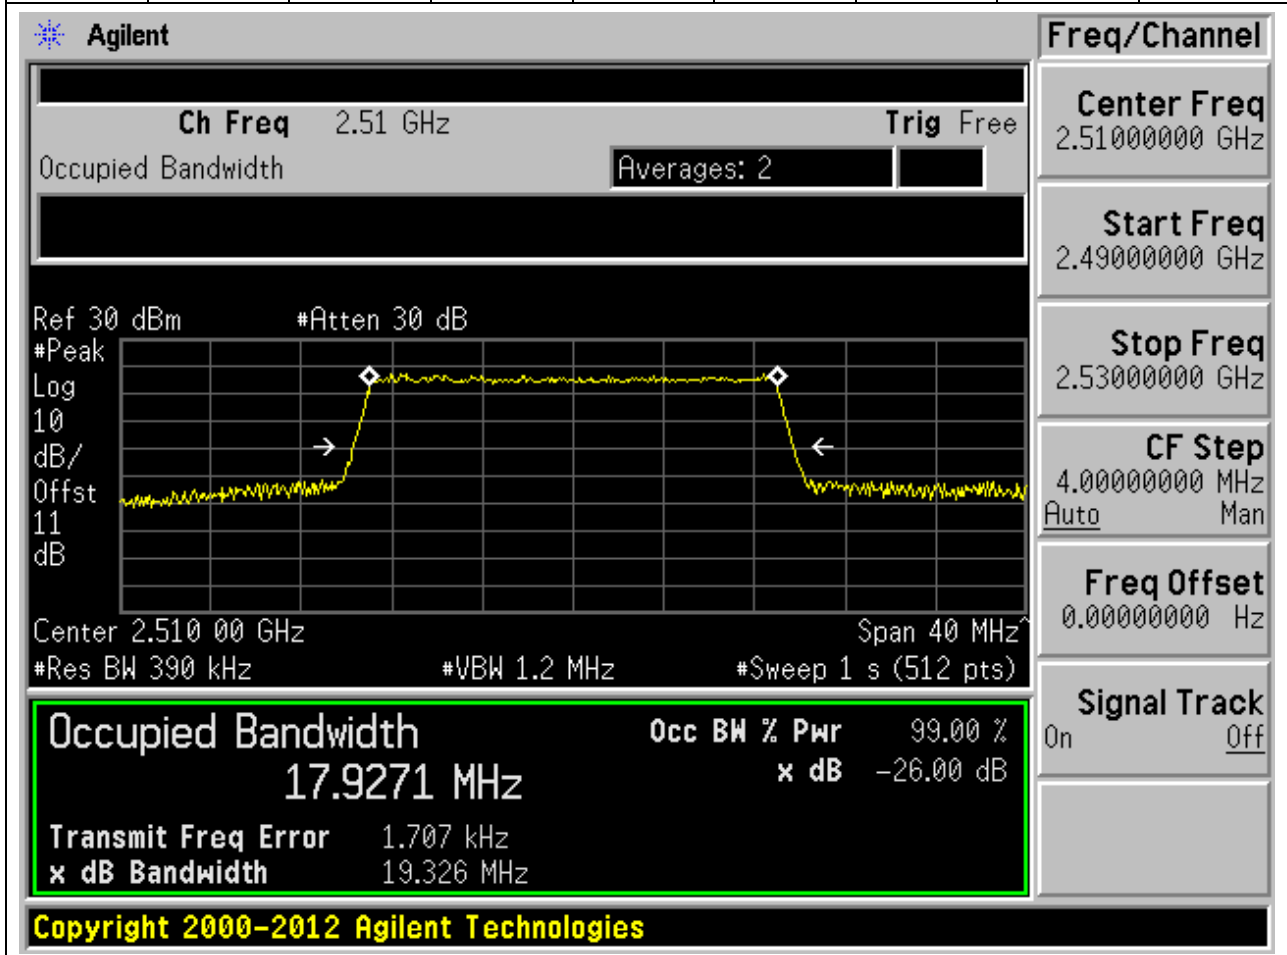 Agilent
Freq/Channel
Ch Freq 2.51 GHz Trig Free
Occupied Bandwidth Averages: 2
Ref 30 dBm #Atten 30 dB
#Peak
Log
10
dB/
Offst
11
dB
Center 2.510 00 GHz Span 40 MHz^
#Res BW 390 kHz #VBW 1.2 MHz #Sweep 1 s (512 pts)
Occupied Bandwidth Occ BW % Pwr 99.00 %
17.9271 MHz x dB -26.00 dB
Transmit Freq Error 1.707 kHz
x dB Bandwidth 19.326 MHz
Center Freq
2.51000000 GHz
Start Freq
2.49000000 GHz
Stop Freq
2.53000000 GHz
CF Step
4.00000000 MHz
Auto Man
Freq Offset
0.00000000 Hz
Signal Track
On Off
Copyright 2000-2012 Agilent Technologies